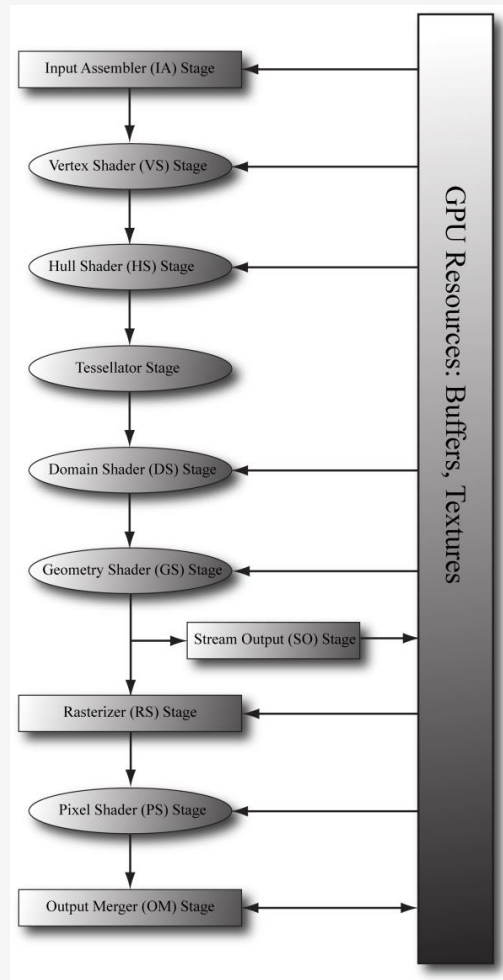 Input Assembler (IA) Stage
Vertex Shader (VS) Stage
Hull Shader (HS) Stage
Tessellator Stage
Domain Shader (DS) Stage
Geometry Shader (GS) Stage
Stream Output (SO) Stage
Rasterizer (RS) Stage
Pixel Shader (PS) Stage
Output Merger (OM) Stage
GPU Resources: Buffers, Textures